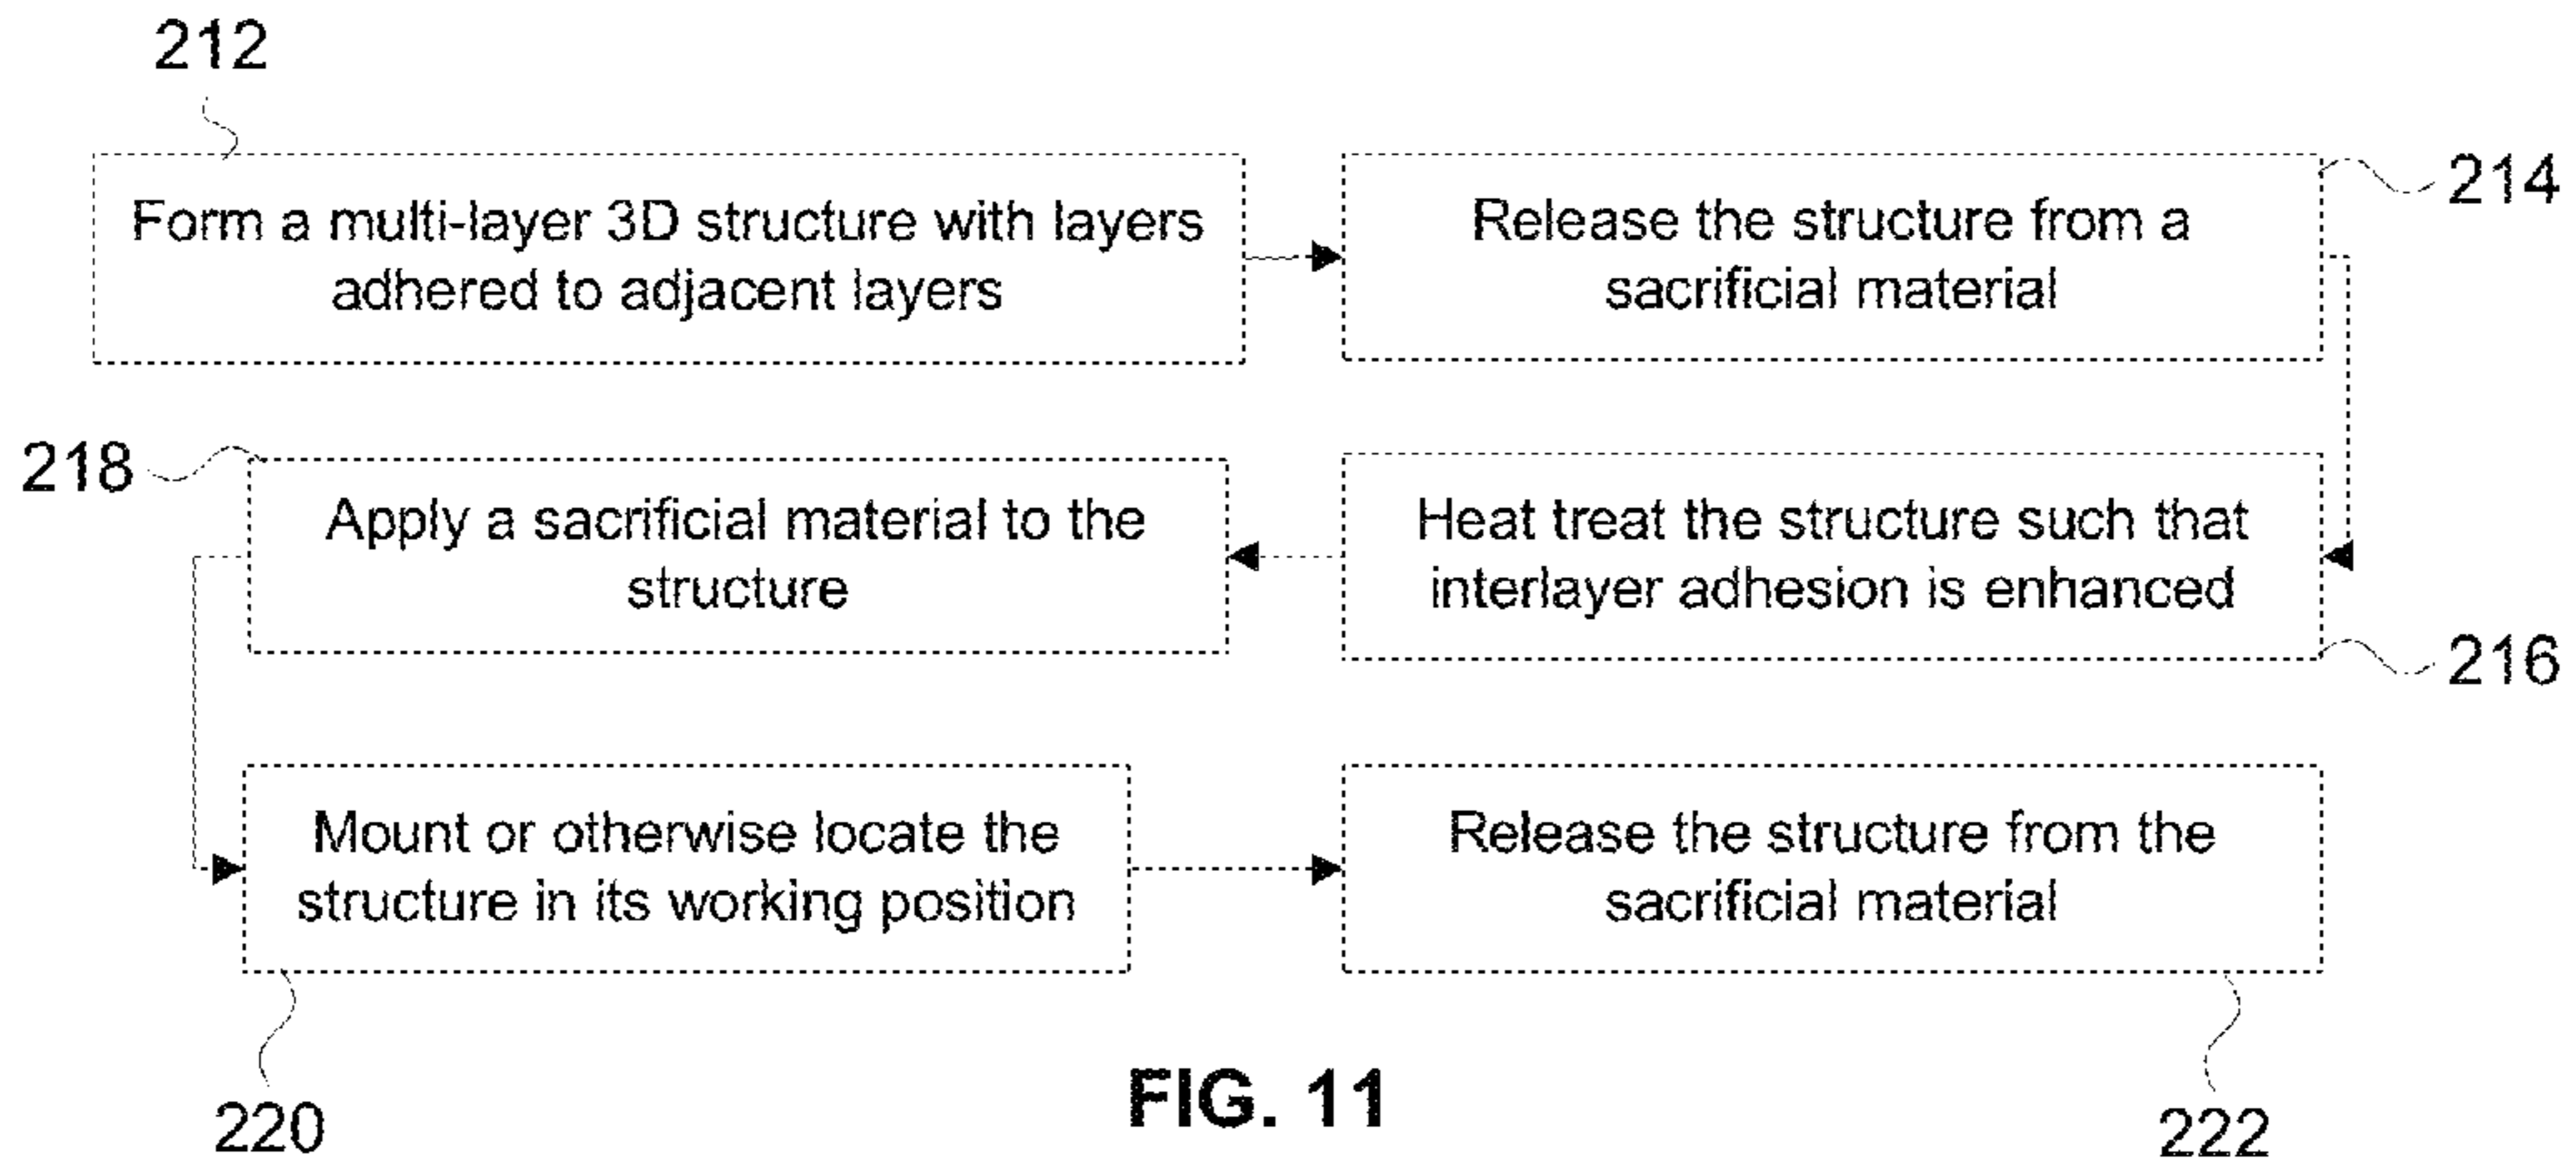 212
Form a multi-layer 3D structure with layers
adhered to adjacent layers
214
Release the structure from a
sacrificial material
216
Heat treat the structure such that
interlayer adhesion is enhanced
218
Apply a sacrificial material to the
structure
220
Mount or otherwise locate the
structure in its working position
222
Release the structure from the
sacrificial material
FIG. 11